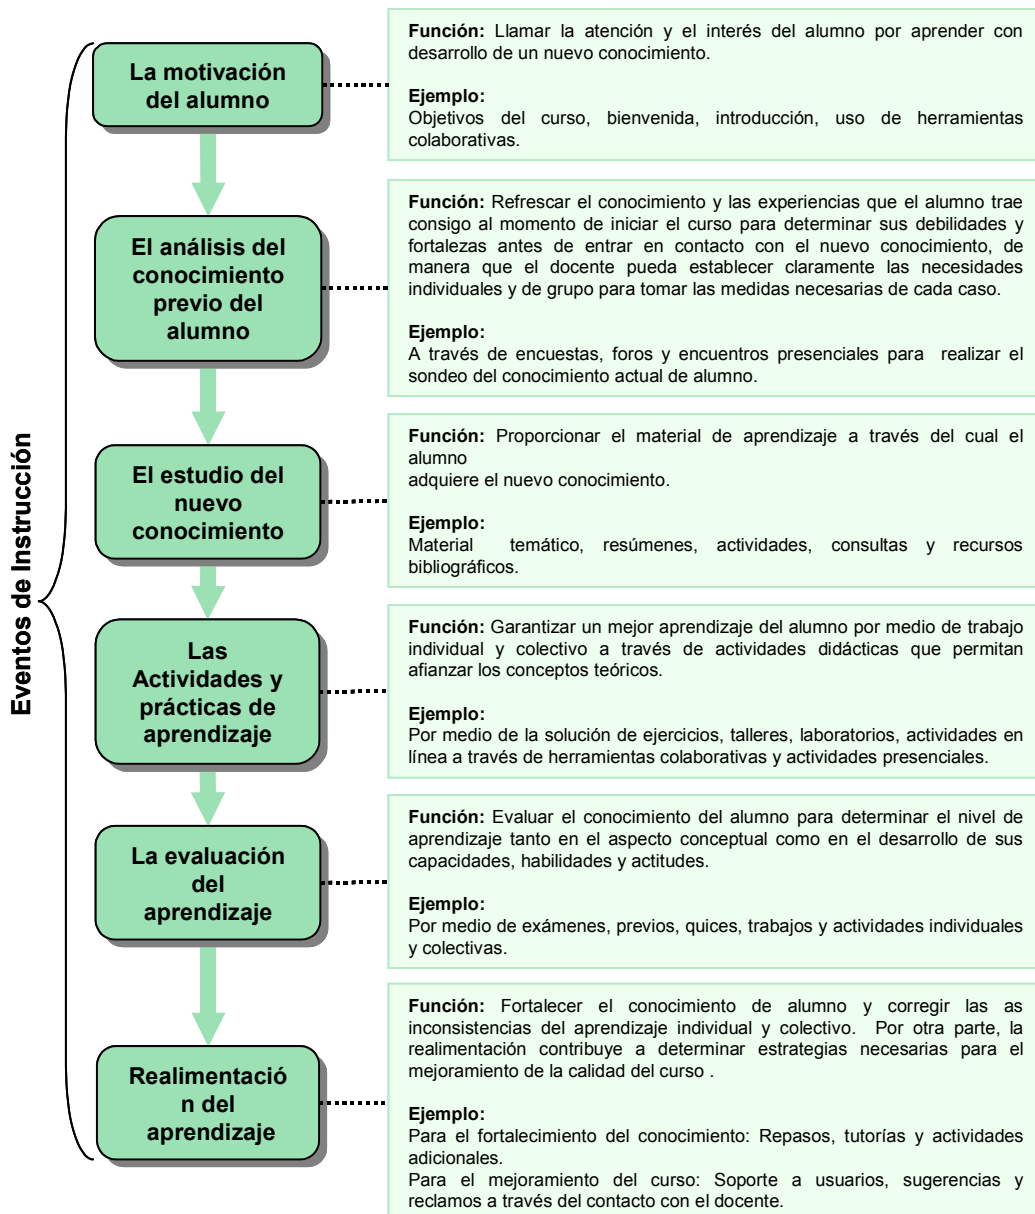 Eventos de Instrucción
La motivación
del alumno
Función: Llamar la atención y el interés del alumno por aprender con
desarrollo de un nuevo conocimiento.
Ejemplo:
Objetivos del curso, bienvenida, introducción, uso de herramientas
colaborativas.
El análisis del
conocimiento
previo del
alumno
Función: Refrescar el conocimiento y las experiencias que el alumno trae
consigo al momento de iniciar el curso para determinar sus debilidades y
fortalezas antes de entrar en contacto con el nuevo conocimiento, de
manera que el docente pueda establecer claramente las necesidades
individuales y de grupo para tomar las medidas necesarias de cada caso.
Ejemplo:
A través de encuestas, foros y encuentros presenciales para realizar el
sondeo del conocimiento actual de alumno.
El estudio del
nuevo
conocimiento
Función: Proporcionar el material de aprendizaje a través del cual el
alumno
adquiere el nuevo conocimiento.
Ejemplo:
Material temático, resúmenes, actividades, consultas y recursos
bibliográficos.
Las
Actividades y
prácticas de
aprendizaje
Función: Garantizar un mejor aprendizaje del alumno por medio de trabajo
individual y colectivo a través de actividades didácticas que permitan
afianzar los conceptos teóricos.
Ejemplo:
Por medio de la solución de ejercicios, talleres, laboratorios, actividades en
línea a través de herramientas colaborativas y actividades presenciales.
La evaluación
del
aprendizaje
Función: Evaluar el conocimiento del alumno para determinar el nivel de
aprendizaje tanto en el aspecto conceptual como en el desarrollo de sus
capacidades, habilidades y actitudes.
Ejemplo:
Por medio de exámenes, previos, quices, trabajos y actividades individuales
y colectivas.
Realimentació
n del
aprendizaje
Función: Fortalecer el conocimiento de alumno y corregir las as
inconsistencias del aprendizaje individual y colectivo. Por otra parte, la
realimentación contribuye a determinar estrategias necesarias para el
mejoramiento de la calidad del curso .
Ejemplo:
Para el fortalecimiento del conocimiento: Repasos, tutorías y actividades
adicionales.
Para el mejoramiento del curso: Soporte a usuarios, sugerencias y
reclamos a través del contacto con el docente.